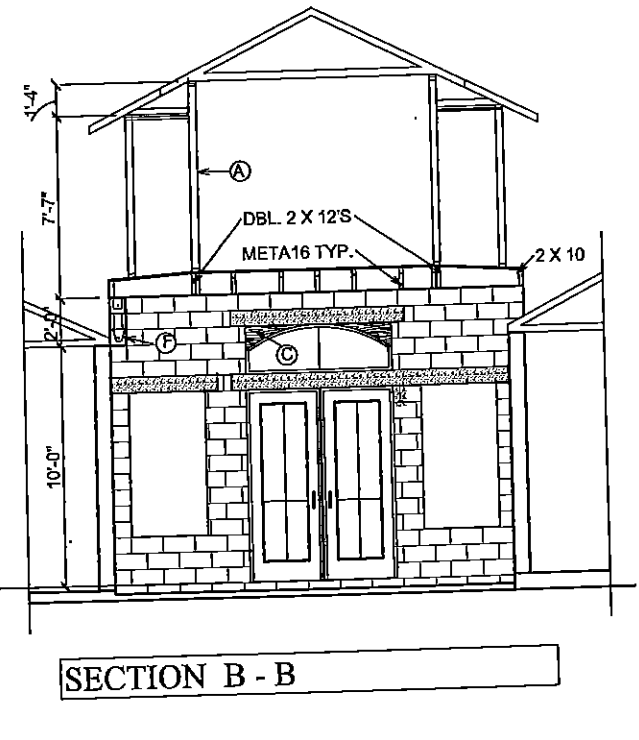 1'-4"
A
7'-7"
DBL. 2 X 12'S
META16 TYP.
2 X 10
2'-0"
F
C
10'-0"
SECTION B - B